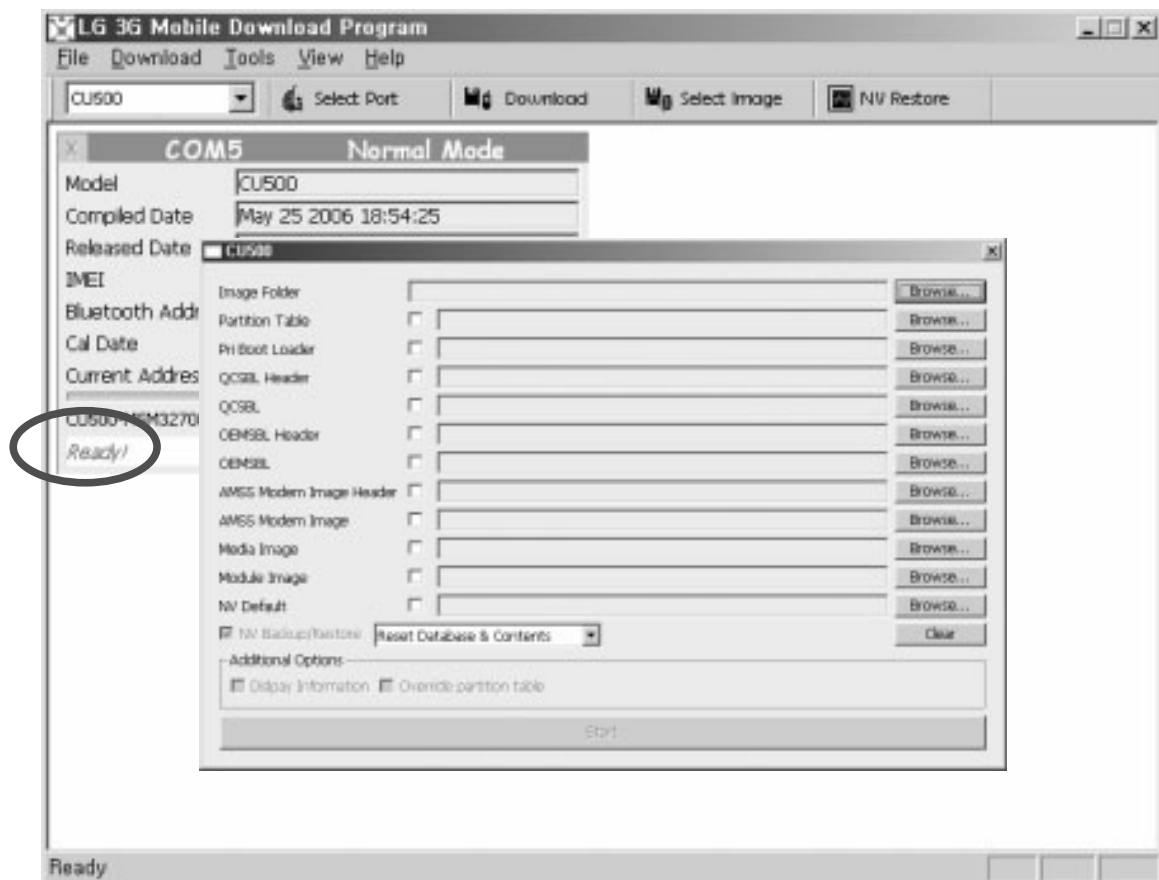 LG 3G Mobile Download Program
File Download Tools View Help
CU500 Select Port Download Select Image NV Restore
X COM5 Normal Mode
Model CU500
Compiled Date May 25 2006 18:54:25
Released Date
IMEI
Bluetooth Addr
Cal Date
Current Addres
CU500-MSM3270
Ready!
CU500
Image Folder Browse...
Partition Table Browse...
Pri Boot Loader Browse...
QCSBL Header Browse...
QCSBL Browse...
OEMSBL Header Browse...
OEMSBL Browse...
AMSS Modem Image Header Browse...
AMSS Modem Image Browse...
Media Image Browse...
Module Image Browse...
NV Default Browse...
NV Backup/Restore Reset Database & Contents Clear
Additional Options
Didpay Information Override partition table
Start
Ready